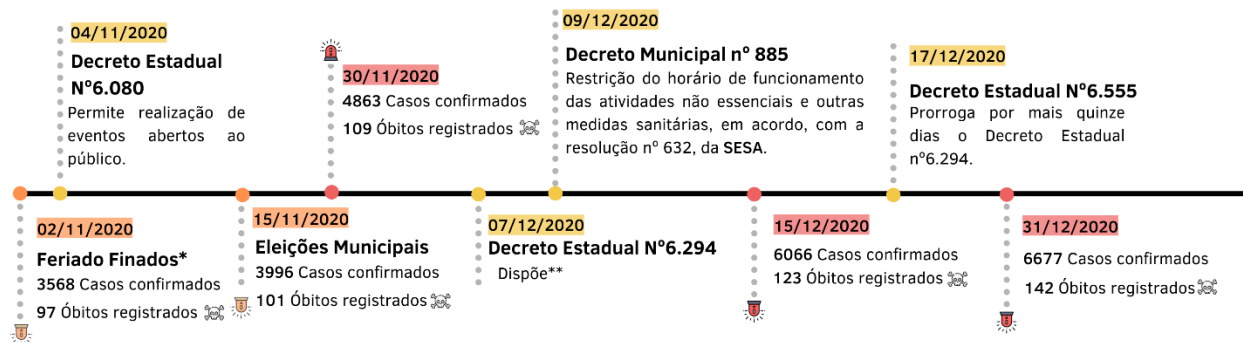 04/11/2020
Decreto Estadual
Nº6.080
Permite realização de
eventos abertos ao
público.
30/11/2020
4863 Casos confirmados
109 Óbitos registrados
09/12/2020
Decreto Municipal nº 885
Restrição do horário de funcionamento
das atividades não essenciais e outras
medidas sanitárias, em acordo, com a
resolução nº 632, da SESA.
17/12/2020
Decreto Estadual Nº6.555
Prorroga por mais quinze
dias o Decreto Estadual
nº6.294.
02/11/2020
Feriado Finados*
3568 Casos confirmados
97 Óbitos registrados
15/11/2020
Eleições Municipais
3996 Casos confirmados
101 Óbitos registrados
07/12/2020
Decreto Estadual Nº6.294
Dispõe**
15/12/2020
6066 Casos confirmados
123 Óbitos registrados
31/12/2020
6677 Casos confirmados
142 Óbitos registrados